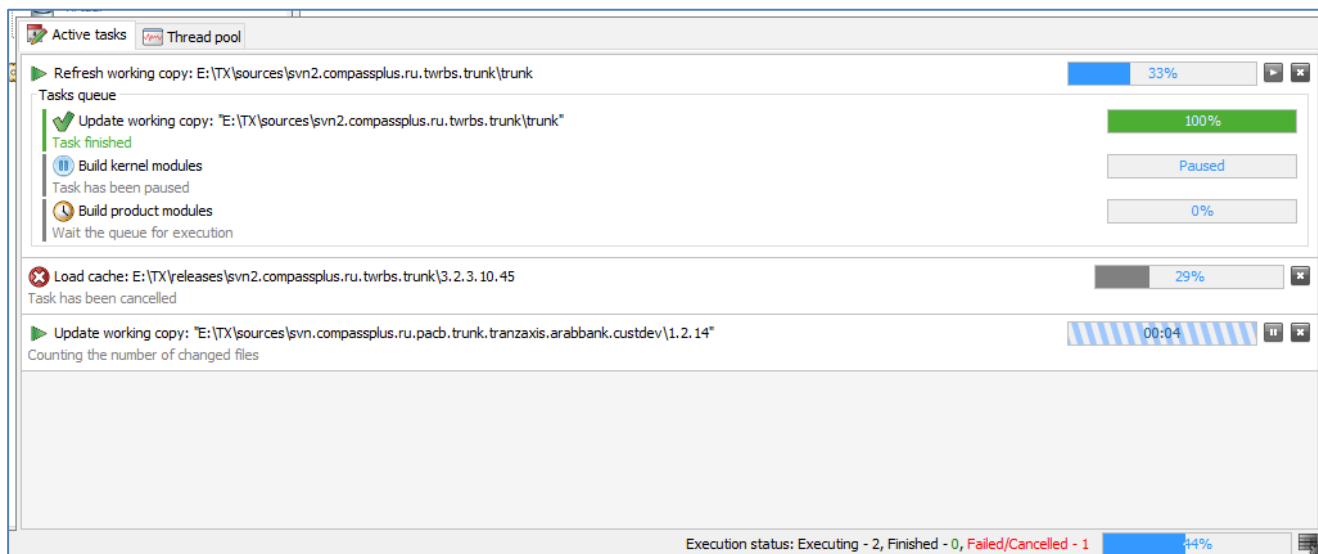 Active tasks
Thread pool
Refresh working copy: E:\TX\sources\svn2.compassplus.ru.twrbs.trunk\trunk
33%
Tasks queue
Update working copy: "E:\TX\sources\svn2.compassplus.ru.twrbs.trunk\trunk"
100%
Task finished
Build kernel modules
Paused
Task has been paused
Build product modules
0%
Wait the queue for execution
Load cache: E:\TX\releases\svn2.compassplus.ru.twrbs.trunk\3.2.3.10.45
29%
Task has been cancelled
Update working copy: "E:\TX\sources\svn.compassplus.ru.pacb.trunk.tranzaxis.arabbank.custdev\1.2.14"
00:04
Counting the number of changed files
Execution status: Executing - 2, Finished - 0, Failed/Cancelled - 1
44%